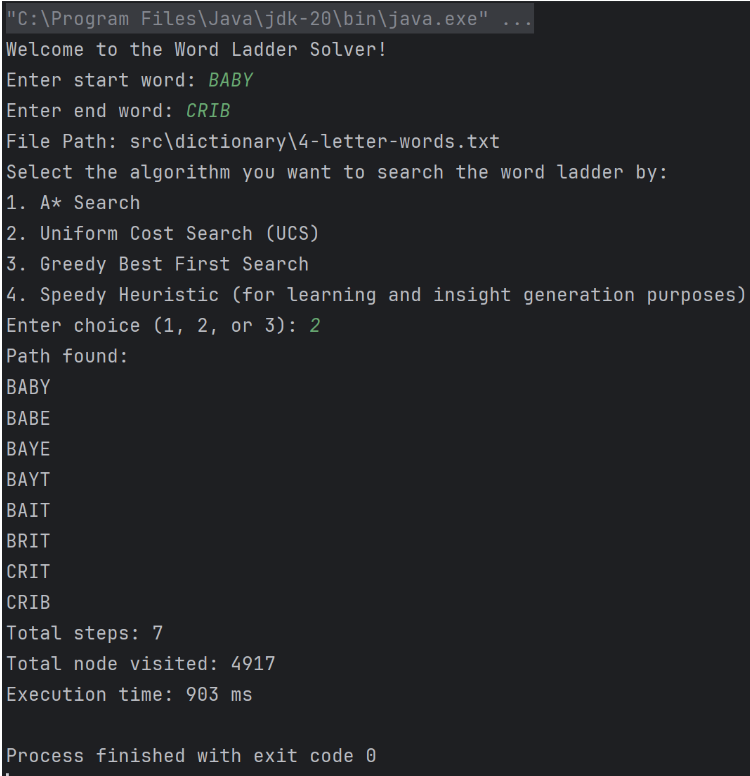 "C:\Program Files\Java\jdk-20\bin\java.exe" ...
Welcome to the Word Ladder Solver!
Enter start word: BABY
Enter end word: CRIB
File Path: src\dictionary\4-letter-words.txt
Select the algorithm you want to search the word ladder by:
1. A* Search
2. Uniform Cost Search (UCS)
3. Greedy Best First Search
4. Speedy Heuristic (for learning and insight generation purposes)
Enter choice (1, 2, or 3): 2
Path found:
BABY
BABE
BAYE
BAYT
BAIT
BRIT
CRIT
CRIB
Total steps: 7
Total node visited: 4917
Execution time: 903 ms
Process finished with exit code 0